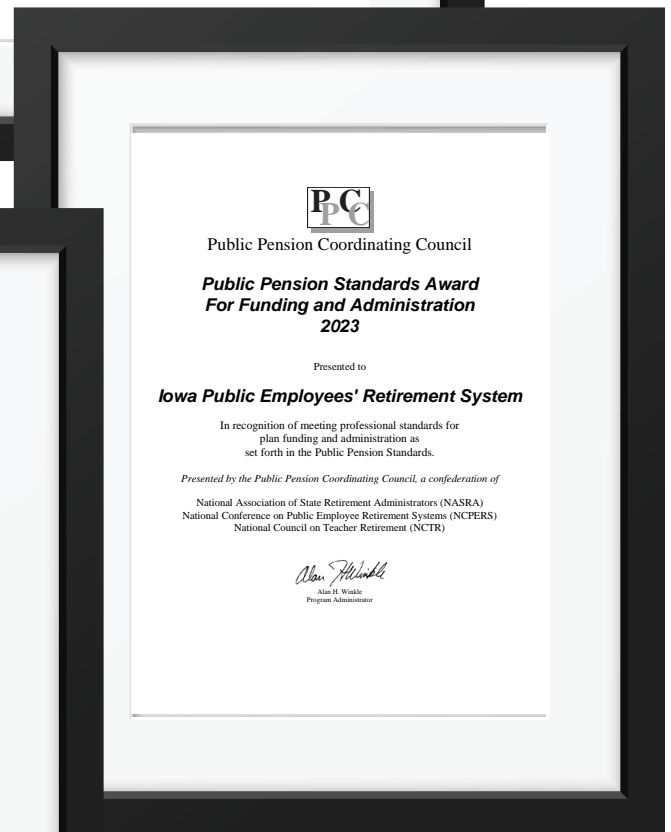 PPCC
Public Pension Coordinating Council
Public Pension Standards Award
For Funding and Administration
2023
Presented to
Iowa Public Employees' Retirement System
In recognition of meeting professional standards for
plan funding and administration as
set forth in the Public Pension Standards.
Presented by the Public Pension Coordinating Council, a confederation of
National Association of State Retirement Administrators (NASRA)
National Conference on Public Employee Retirement Systems (NCPERS)
National Council on Teacher Retirement (NCTR)
Alan H Winkle
Alan H. Winkle
Program Administrator